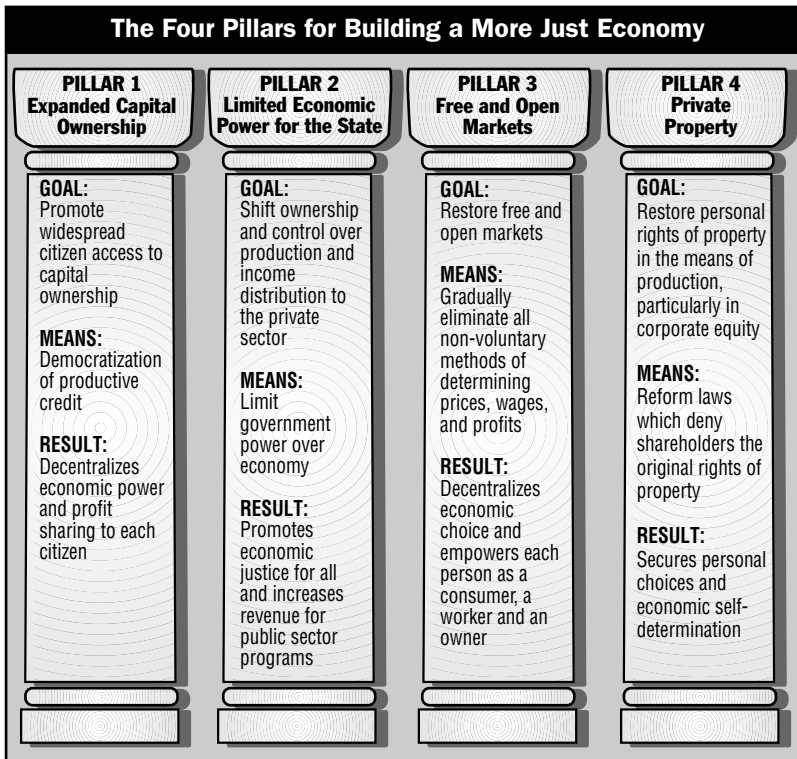 The Four Pillars for Building a More Just Economy
PILLAR 1
Expanded Capital
Ownership
GOAL:
Promote
widespread
citizen access to
capital
ownership
MEANS:
Democratization
of productive
credit
RESULT:
Decentralizes
economic power
and profit
sharing to each
citizen
PILLAR 2
Limited Economic
Power for the State
GOAL:
Shift ownership
and control over
production and
income
distribution to
the private
sector
MEANS:
Limit
government
power over
economy
RESULT:
Promotes
economic
justice for all
and increases
revenue for
public sector
programs
PILLAR 3
Free and Open
Markets
GOAL:
Restore free and
open markets
MEANS:
Gradually
eliminate all
non-voluntary
methods of
determining
prices, wages,
and profits
RESULT:
Decentralizes
economic
choice and
empowers each
person as a
consumer, a
worker and an
owner
PILLAR 4
Private
Property
GOAL:
Restore personal
rights of property
in the means of
production,
particularly in
corporate equity
MEANS:
Reform laws
which deny
shareholders the
original rights of
property
RESULT:
Secures personal
choices and
economic self-
determination